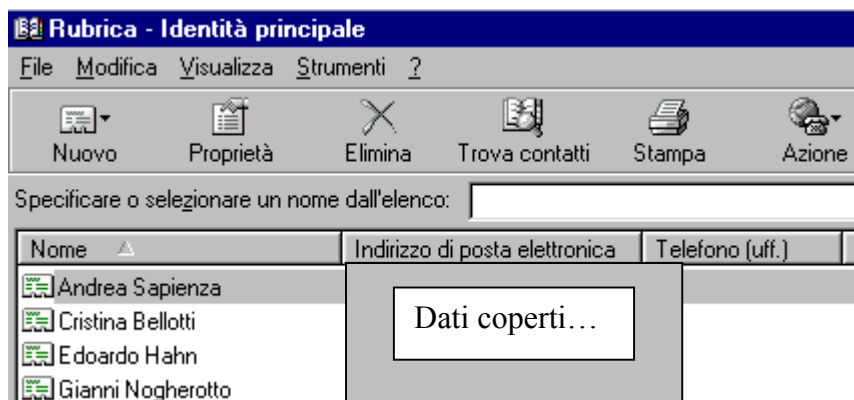 Rubrica - Identità principale
File Modifica Visualizza Strumenti ?
Nuovo Proprietà Elimina Trova contatti Stampa Azione
Specificare o selezionare un nome dall'elenco:
Nome Indirizzo di posta elettronica Telefono (uff.)
Andrea Sapienza
Cristina Bellotti
Dati coperti…
Edoardo Hahn
Gianni Nogherotto